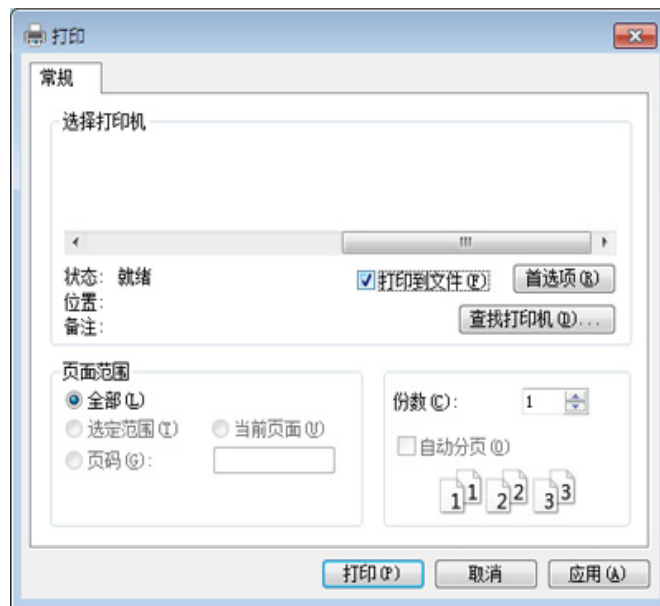 打印
常规
选择打印机
状态: 就绪
打印到文件(F) 首选项(R)
位置:
备注:
查找打印机(D)...
页面范围
全部(L)
选定范围(T) 当前页面(U)
页码(G):
份数(C): 1
自动分页(O)
1 1 2 2 3 3
打印(P) 取消 应用(A)